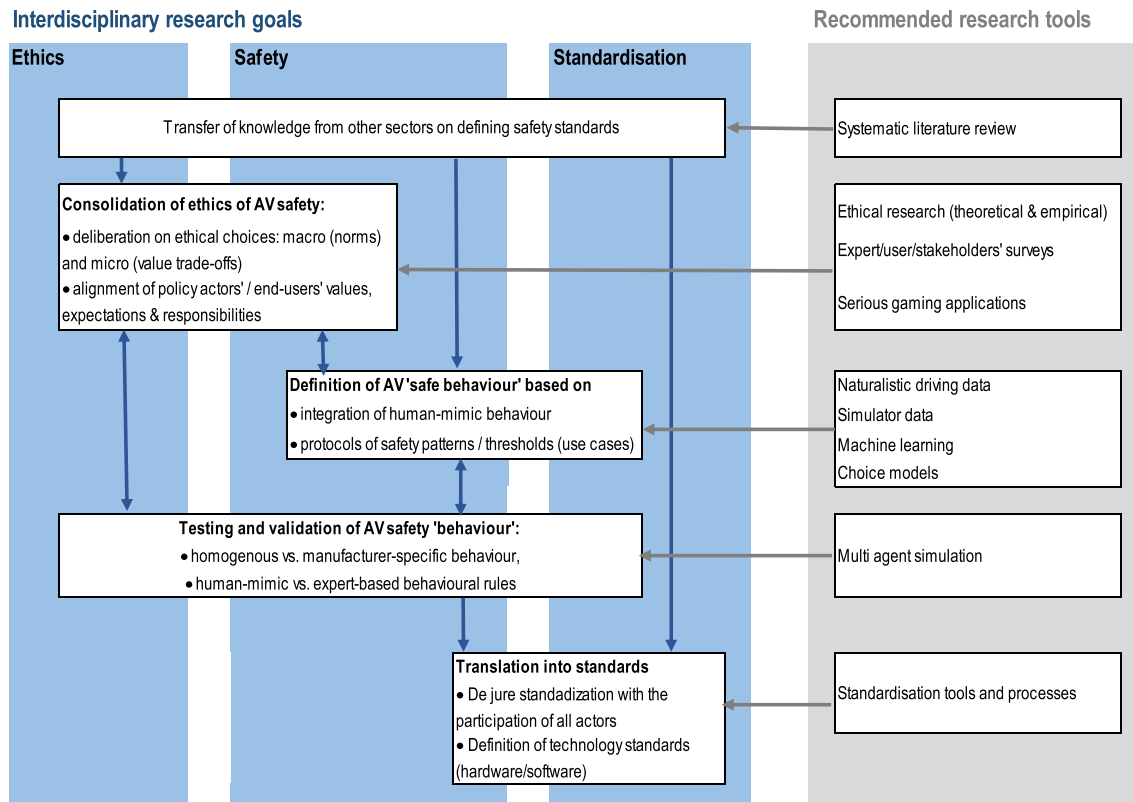 Interdisciplinary research goals
Recommended research tools
Ethics
Safety
Standardisation
Transfer of knowledge from other sectors on defining safety standards
Systematic literature review
Consolidation of ethics of AV safety:
• deliberation on ethical choices: macro (norms)
and micro (value trade-offs)
• alignment of policy actors' / end-users' values,
expectations & responsibilities
Ethical research (theoretical & empirical)
Expert/user/stakeholders' surveys
Serious gaming applications
Definition of AV 'safe behaviour' based on
• integration of human-mimic behaviour
• protocols of safety patterns / thresholds (use cases)
Naturalistic driving data
Simulator data
Machine learning
Choice models
Testing and validation of AV safety 'behaviour':
• homogenous vs. manufacturer-specific behaviour,
• human-mimic vs. expert-based behavioural rules
Multi agent simulation
Translation into standards
• De jure standadization with the
participation of all actors
• Definition of technology standards
(hardware/software)
Standardisation tools and processes